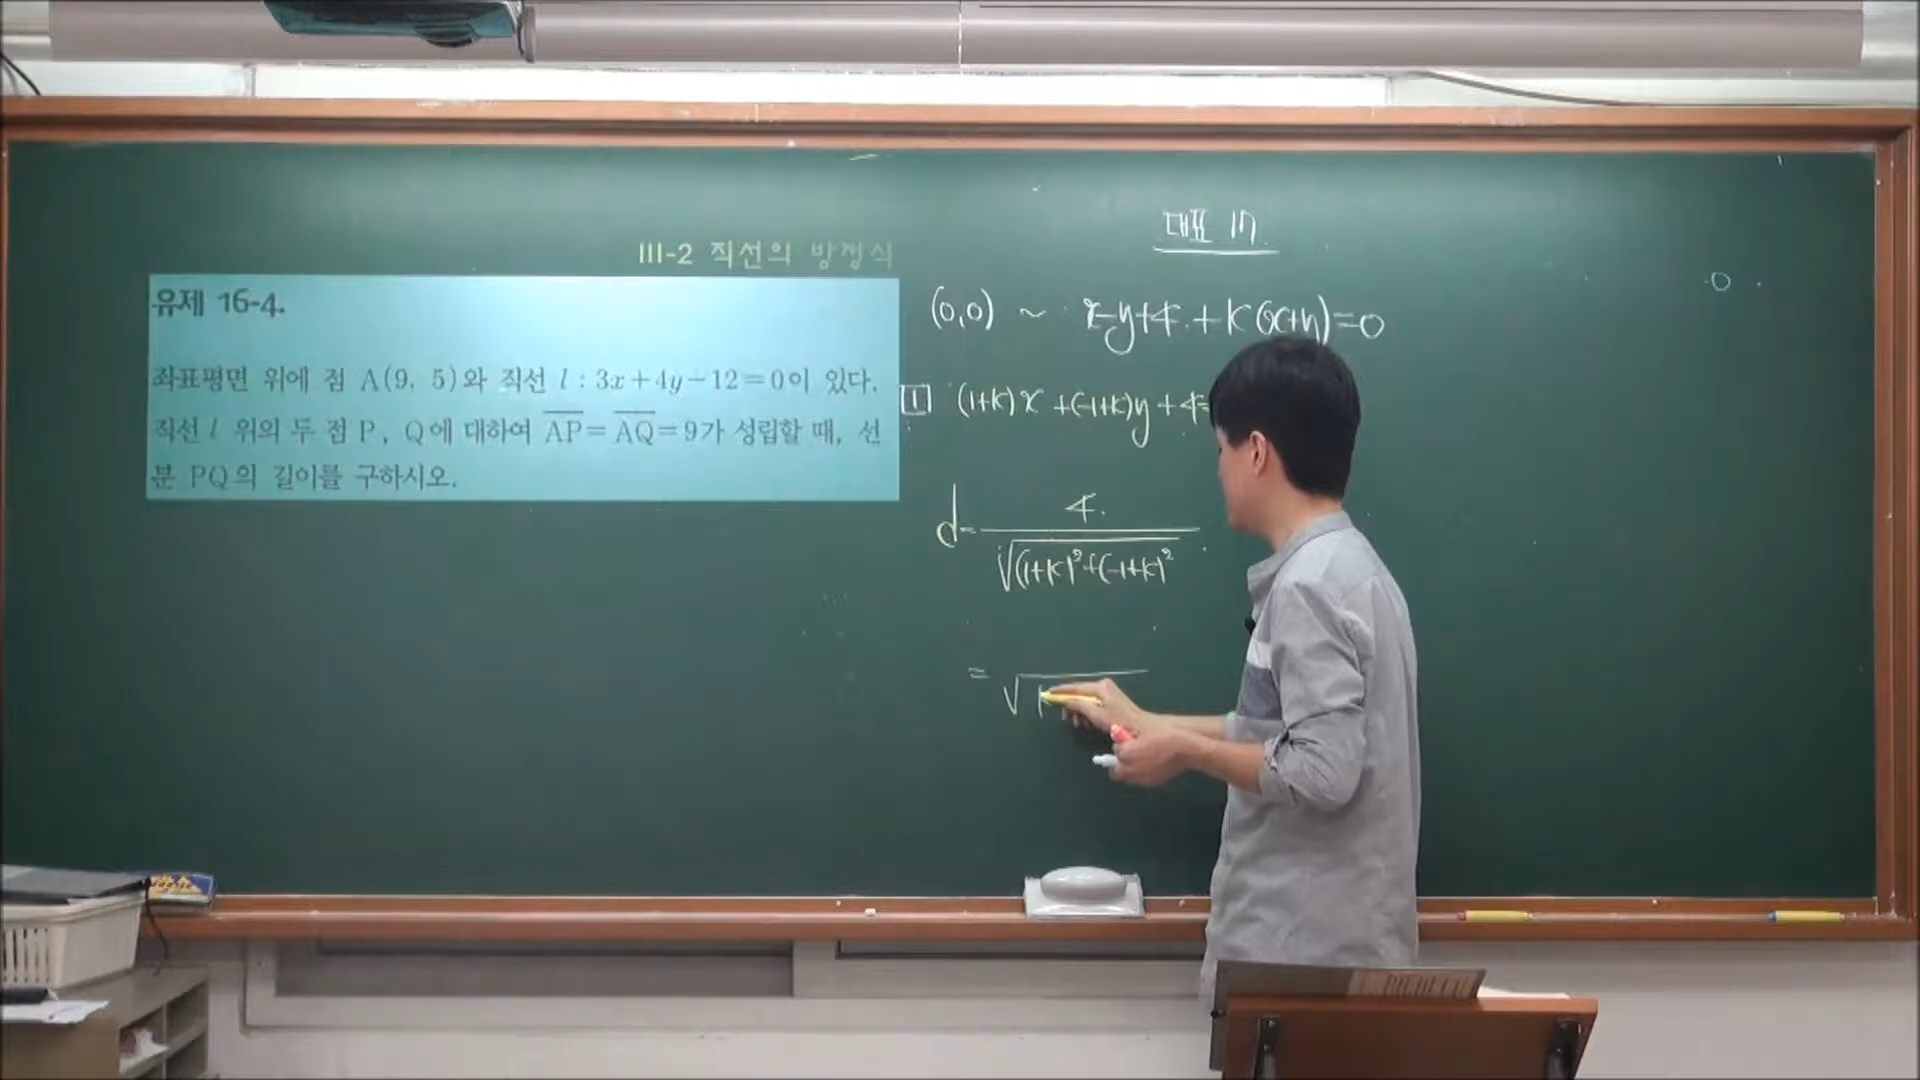 III-2 직선의 방정식
유제 16-4.
좌표평면 위에 점 A(9, 5)와 직선 l : 3x+4y−12=0이 있다.
직선 l 위의 두 점 P, Q에 대하여 \overline{AP}=\overline{AQ}=9가 성립할 때, 선
분 PQ의 길이를 구하시오.
대표 17.
(0,0) ~ x-y+4+k(x+y)=0
1 (1+k)x+(-1+k)y+4=
d=4/√((1+k)²+(-1+k)²)
= √